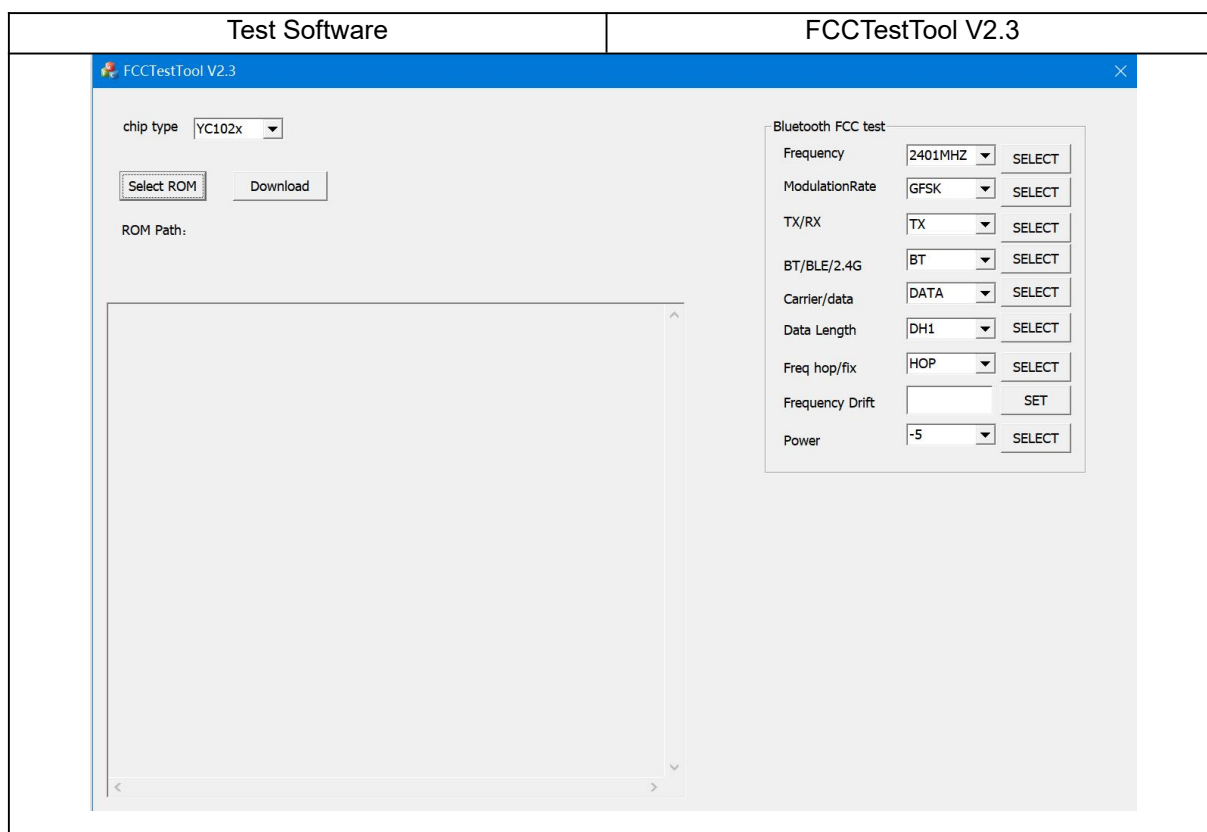 Test Software FCCTestTool V2.3
FCCTestTool V2.3
chip type YC102x
Select ROM Download
ROM Path:
Bluetooth FCC test
Frequency 2401MHZ SELECT
ModulationRate GFSK SELECT
TX/RX TX SELECT
BT/BLE/2.4G BT SELECT
Carrier/data DATA SELECT
Data Length DH1 SELECT
Freq hop/fix HOP SELECT
Frequency Drift SET
Power -5 SELECT